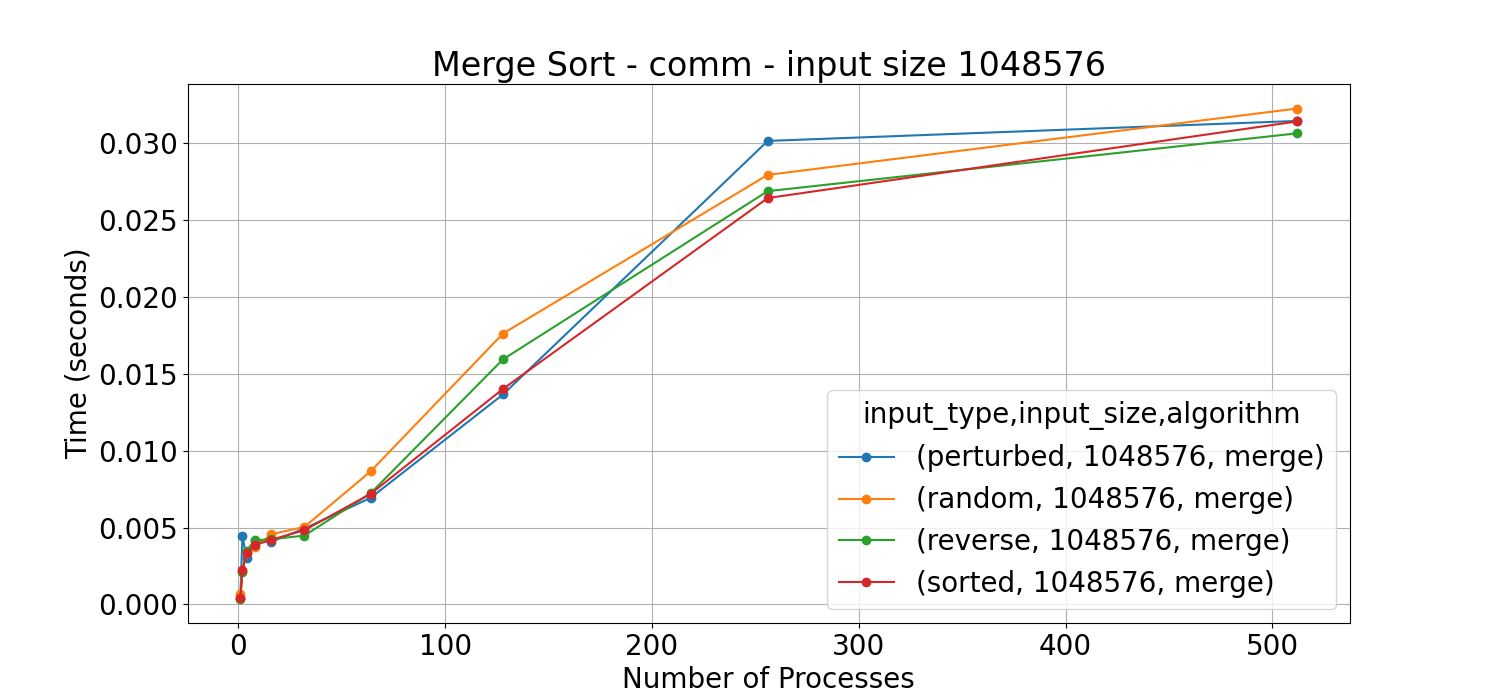 Merge Sort - comm - input size 1048576
Time (seconds)
0.030
0.025
0.020
0.015
0.010
0.005
0.000
0 100 200 300 400 500
Number of Processes
input_type,input_size,algorithm
(perturbed, 1048576, merge)
(random, 1048576, merge)
(reverse, 1048576, merge)
(sorted, 1048576, merge)